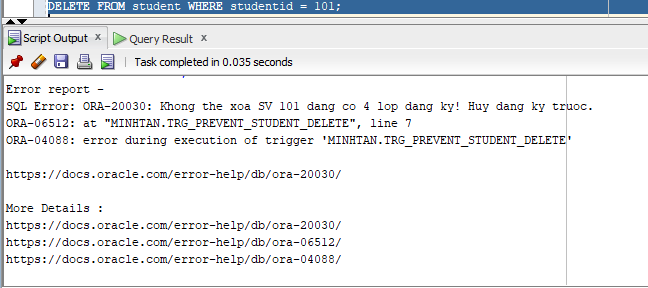 DELETE FROM student WHERE studentid = 101;
Script Output x Query Result x
Task completed in 0.035 seconds
Error report -
SQL Error: ORA-20030: Khong the xoa SV 101 dang co 4 lop dang ky! Huy dang ky truoc.
ORA-06512: at "MINHTAN.TRG_PREVENT_STUDENT_DELETE", line 7
ORA-04088: error during execution of trigger 'MINHTAN.TRG_PREVENT_STUDENT_DELETE'
https://docs.oracle.com/error-help/db/ora-20030/
More Details :
https://docs.oracle.com/error-help/db/ora-20030/
https://docs.oracle.com/error-help/db/ora-06512/
https://docs.oracle.com/error-help/db/ora-04088/